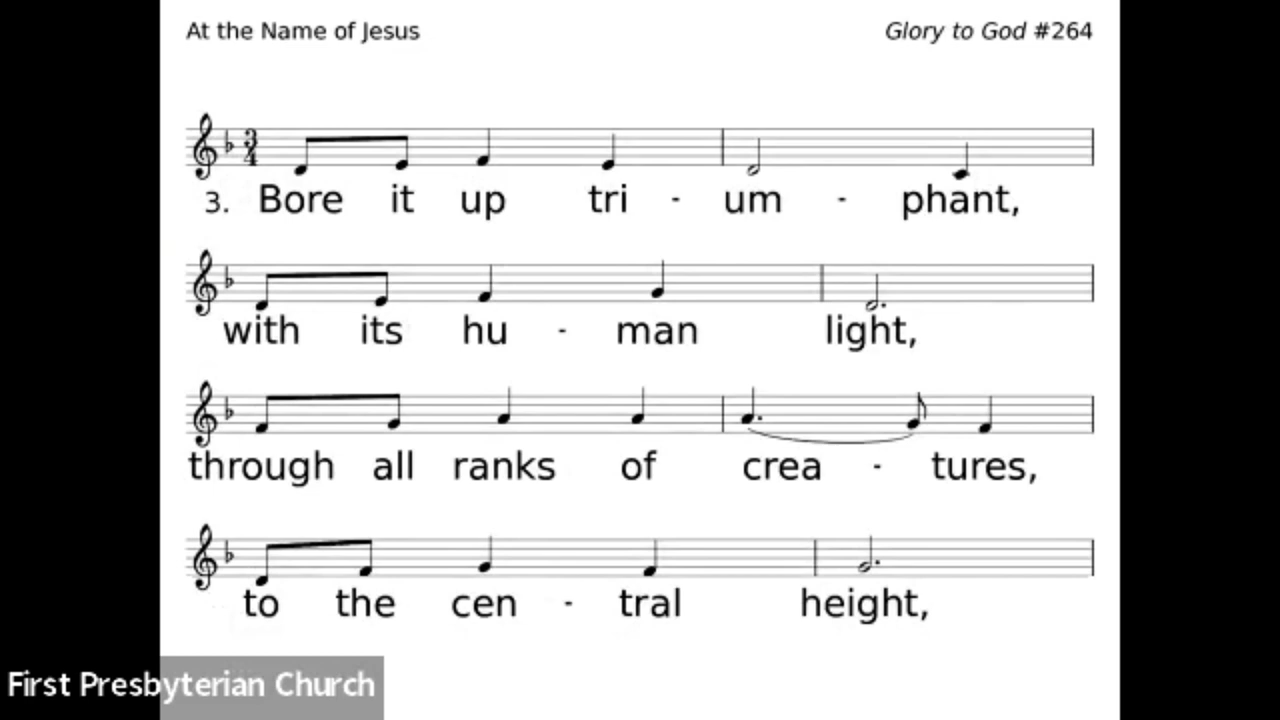 At the Name of Jesus Glory to God #264
3. Bore it up tri - um - phant,
with its hu - man light,
through all ranks of crea - tures,
to the cen - tral height,
First Presbyterian Church